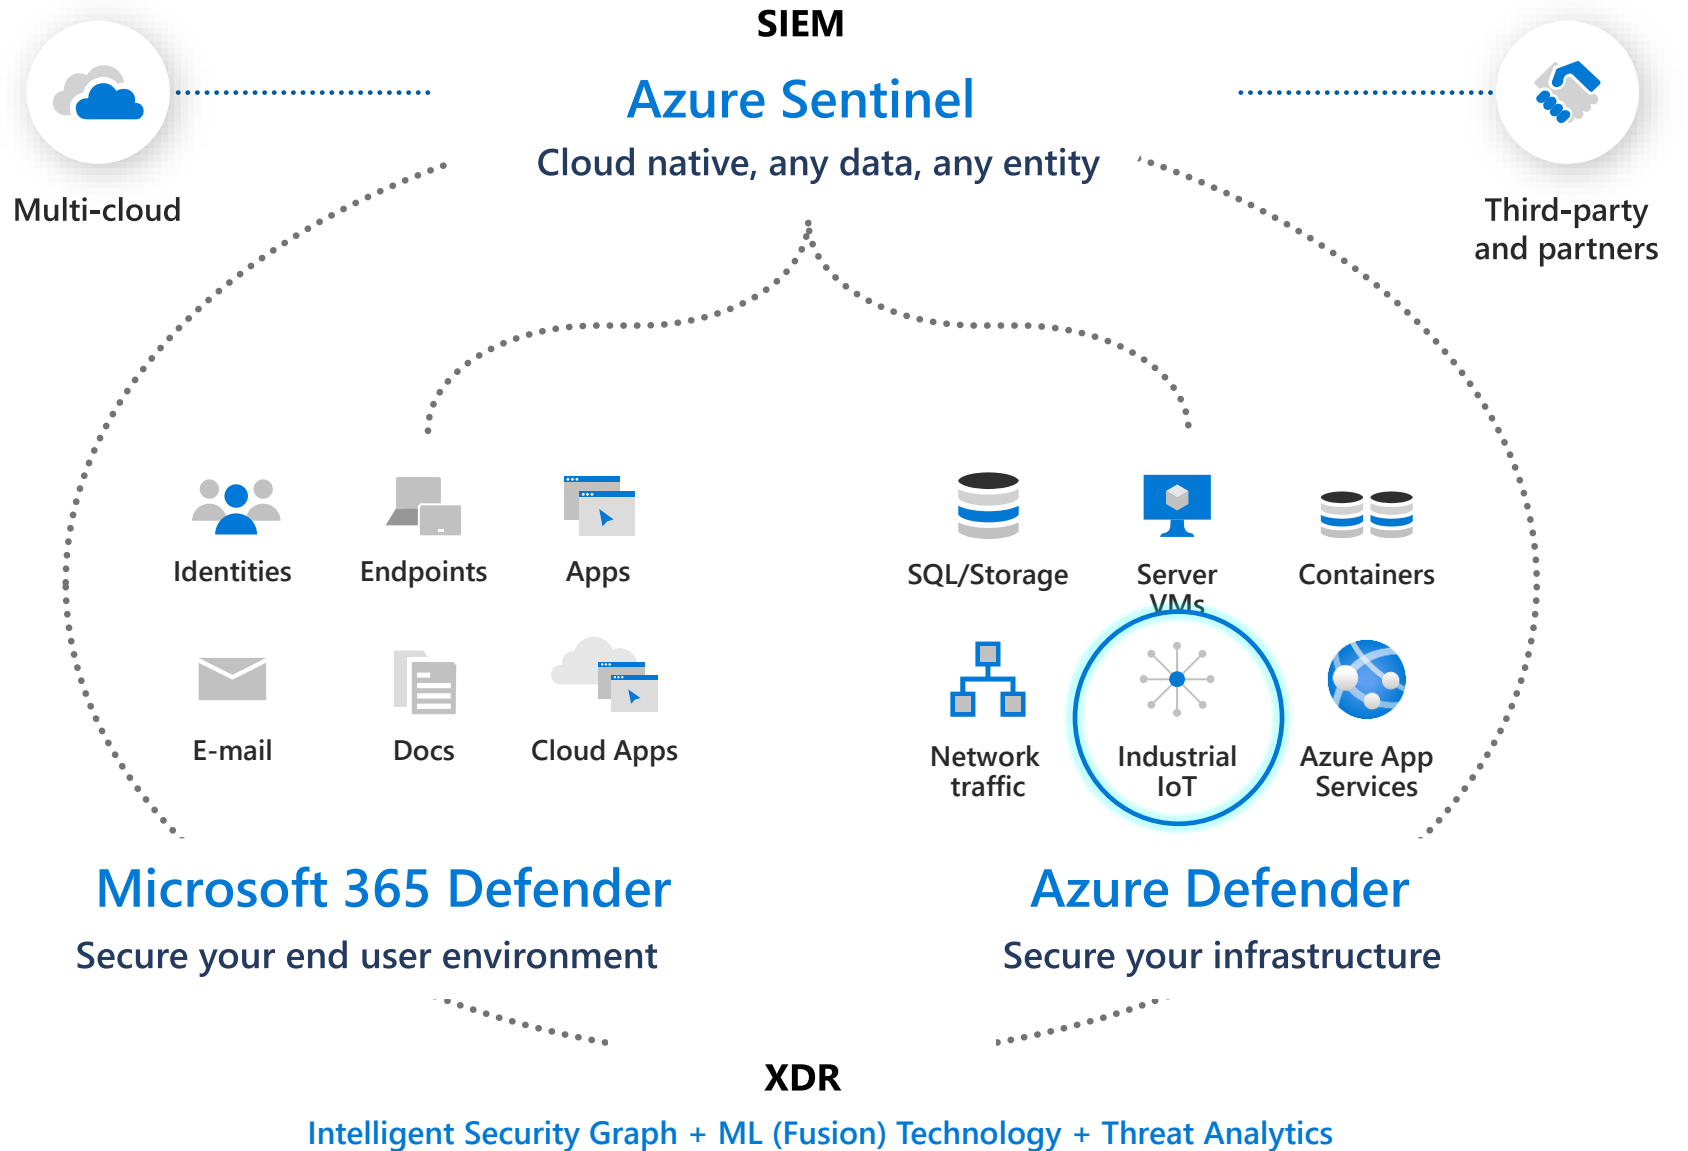 SIEM
Azure Sentinel
Cloud native, any data, any entity
Multi-cloud
Third-party
and partners
Identities
Endpoints
Apps
SQL/Storage
Server
VMs
Containers
E-mail
Docs
Cloud Apps
Network
traffic
Industrial
IoT
Azure App
Services
Microsoft 365 Defender
Secure your end user environment
Azure Defender
Secure your infrastructure
XDR
Intelligent Security Graph + ML (Fusion) Technology + Threat Analytics